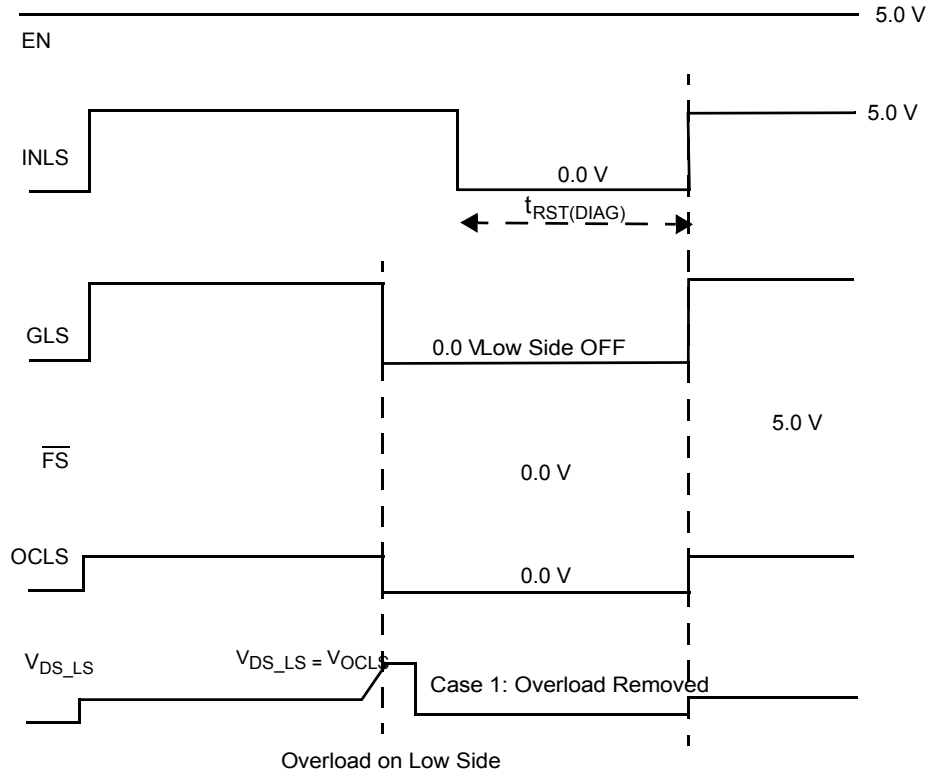 5.0 V
EN
5.0 V
INLS
0.0 V
tRST(DIAG)
GLS
0.0 V Low Side OFF
5.0 V
FS
0.0 V
OCLS
0.0 V
VDS_LS
VDS_LS = VOCLS
Case 1: Overload Removed
Overload on Low Side